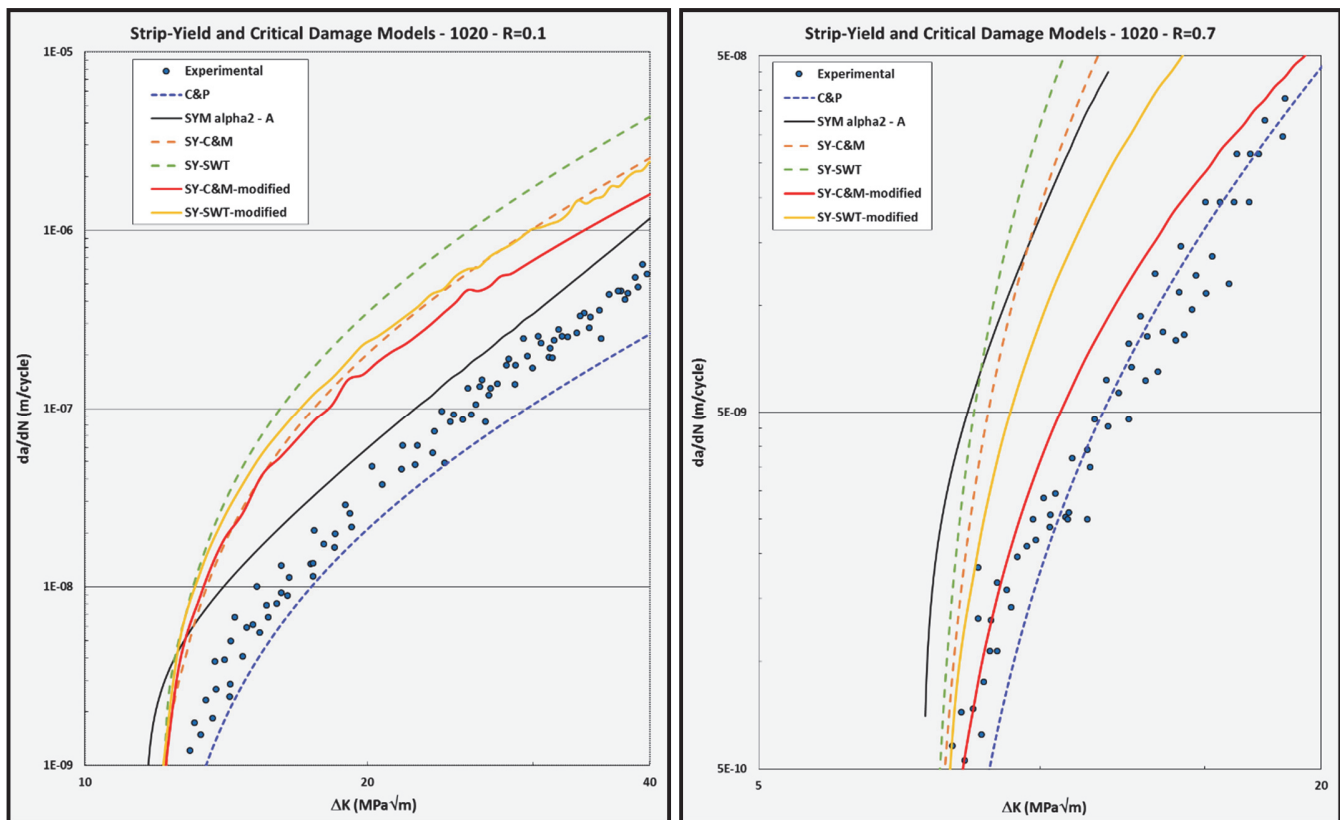 Strip-Yield and Critical Damage Models - 1020 - R=0.1
1E-05
Experimental
C&P
SYM alpha2 - A
SY-C&M
SY-SWT
SY-C&M-modified
SY-SWT-modified
1E-06
1E-07
1E-08
1E-09
da/dN (m/cycle)
10
20
40
ΔK (MPa√m)
Strip-Yield and Critical Damage Models - 1020 - R=0.7
5E-08
Experimental
C&P
SYM alpha2 - A
SY-C&M
SY-SWT
SY-C&M-modified
SY-SWT-modified
5E-09
5E-10
da/dN (m/cycle)
5
20
ΔK (MPa√m)